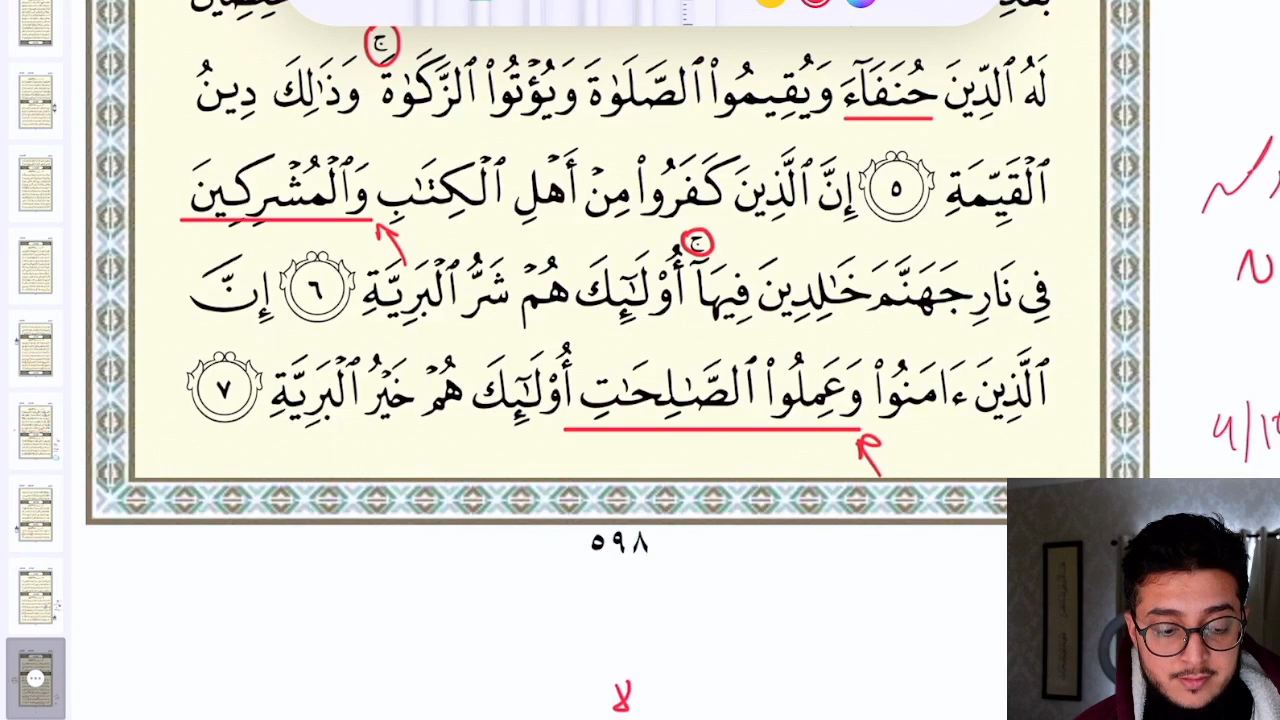 لَهُ ٱلدِّينَ حُنَفَآءَ وَيُقِيمُواْ ٱلصَّلَوٰةَ وَيُؤۡتُواْ ٱلزَّكَوٰةَۚ وَذَٰلِكَ دِينُ
ٱلۡقَيِّمَةِ ٥ إِنَّ ٱلَّذِينَ كَفَرُواْ مِنۡ أَهۡلِ ٱلۡكِتَٰبِ وَٱلۡمُشۡرِكِينَ
فِي نَارِ جَهَنَّمَ خَٰلِدِينَ فِيهَآۚ أُوْلَٰٓئِكَ هُمۡ شَرُّ ٱلۡبَرِيَّةِ ٦ إِنَّ
ٱلَّذِينَ ءَامَنُواْ وَعَمِلُواْ ٱلصَّٰلِحَٰتِ أُوْلَٰٓئِكَ هُمۡ خَيۡرُ ٱلۡبَرِيَّةِ ٧
٥٩٨
لا